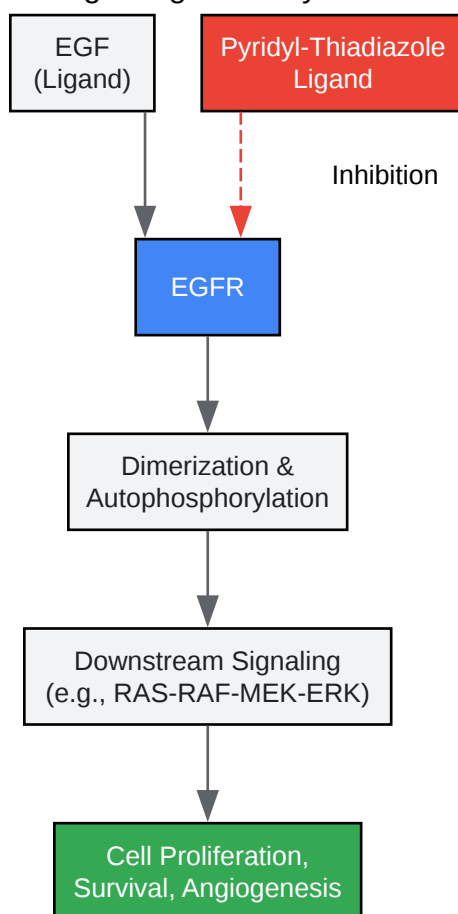 EGF
(Ligand)
Pyridyl-Thiadiazole
Ligand
Inhibition
EGFR
Dimerization &
Autophosphorylation
Downstream Signaling
(e.g., RAS-RAF-MEK-ERK)
Cell Proliferation,
Survival, Angiogenesis